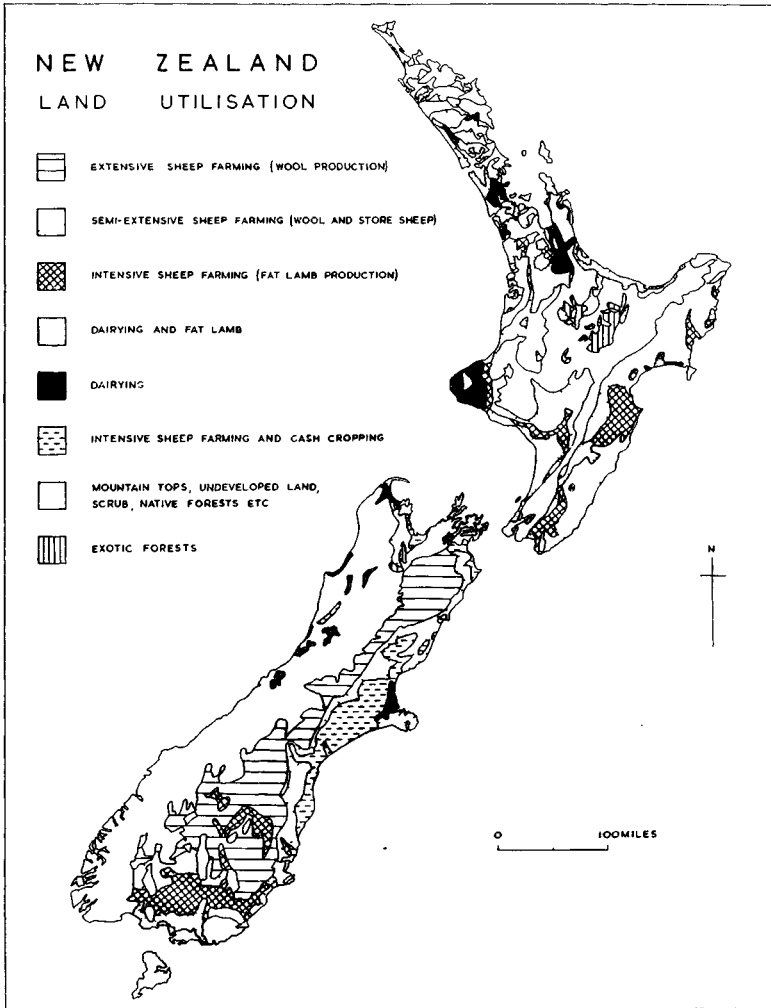 NEW ZEALAND
LAND UTILISATION
EXTENSIVE SHEEP FARMING (WOOL PRODUCTION)
SEMI-EXTENSIVE SHEEP FARMING (WOOL AND STORE SHEEP)
INTENSIVE SHEEP FARMING (FAT LAMB PRODUCTION)
DAIRYING AND FAT LAMB
DAIRYING
INTENSIVE SHEEP FARMING AND CASH CROPPING
MOUNTAIN TOPS, UNDEVELOPED LAND,
SCRUB, NATIVE FORESTS ETC
EXOTIC FORESTS
N
0 100MILES